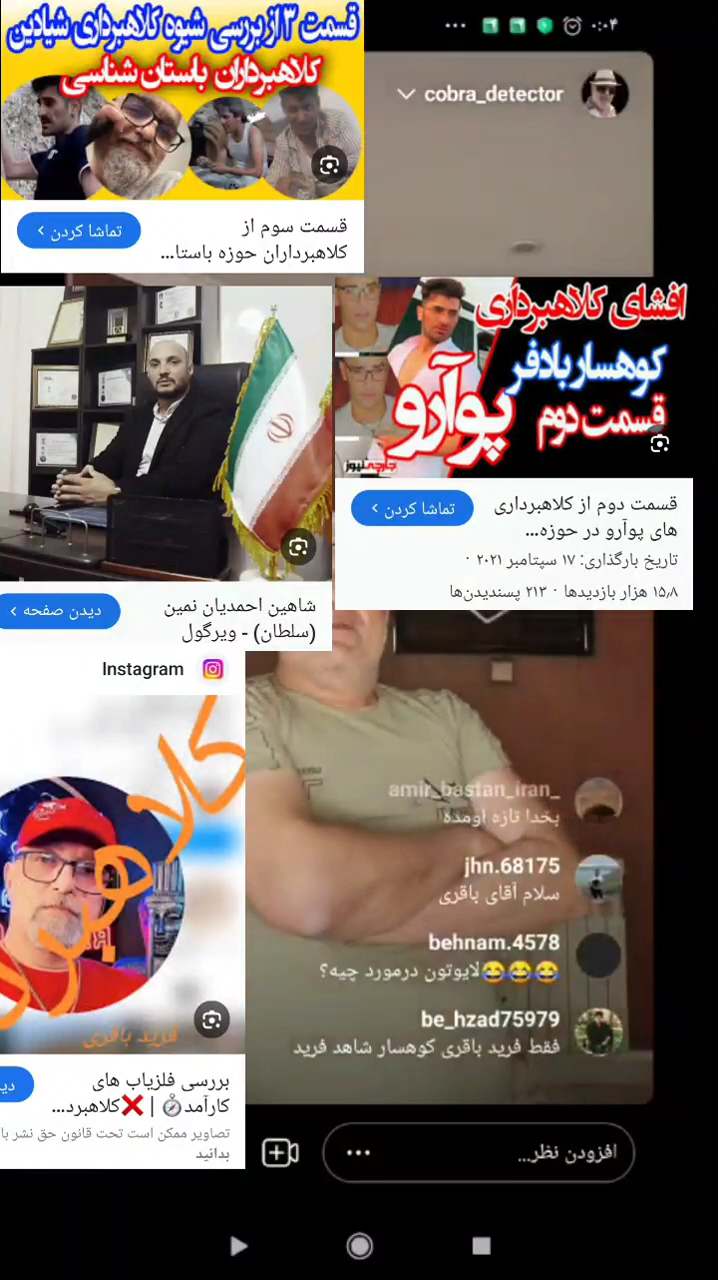 ۰:۰۴
قسمت ۳ از بررسی شیوه کلاهبرداری شیادین
کلاهبرداران باستان شناسی
cobra_detector
قسمت سوم از
کلاهبرداران حوزه باستا...
تماشا کردن
افشای کلاهبرداری
کوهسار بادفر
قسمت دوم
پوآرو
جارچی نیوز
قسمت دوم از کلاهبرداری
های پوآرو در حوزه...
تماشا کردن
تاریخ بارگذاری: ۱۷ سپتامبر ۲۰۲۱ ·
۱۵٫۸ هزار بازدیدها · ۲۱۳ پسندیدن‌ها
شاهین احمدیان نمین
(سلطان) - ویرگول
دیدن صفحه
Instagram
کلاهبردار
فرید باقری
بررسی فلزیاب های
کارآمد🧭 | ❌کلاهبرد...
دی
تصاویر ممکن است تحت قانون حق نشر با
بدانید
amir_bastan_iran_
بخدا تازه اومده
jhn.68175
سلام آقای باقری
behnam.4578
😂😂😂لایوتون درمورد چیه؟
be_hzad75979
فقط فرید باقری کوهسار شاهد فرید
افزودن نظر...